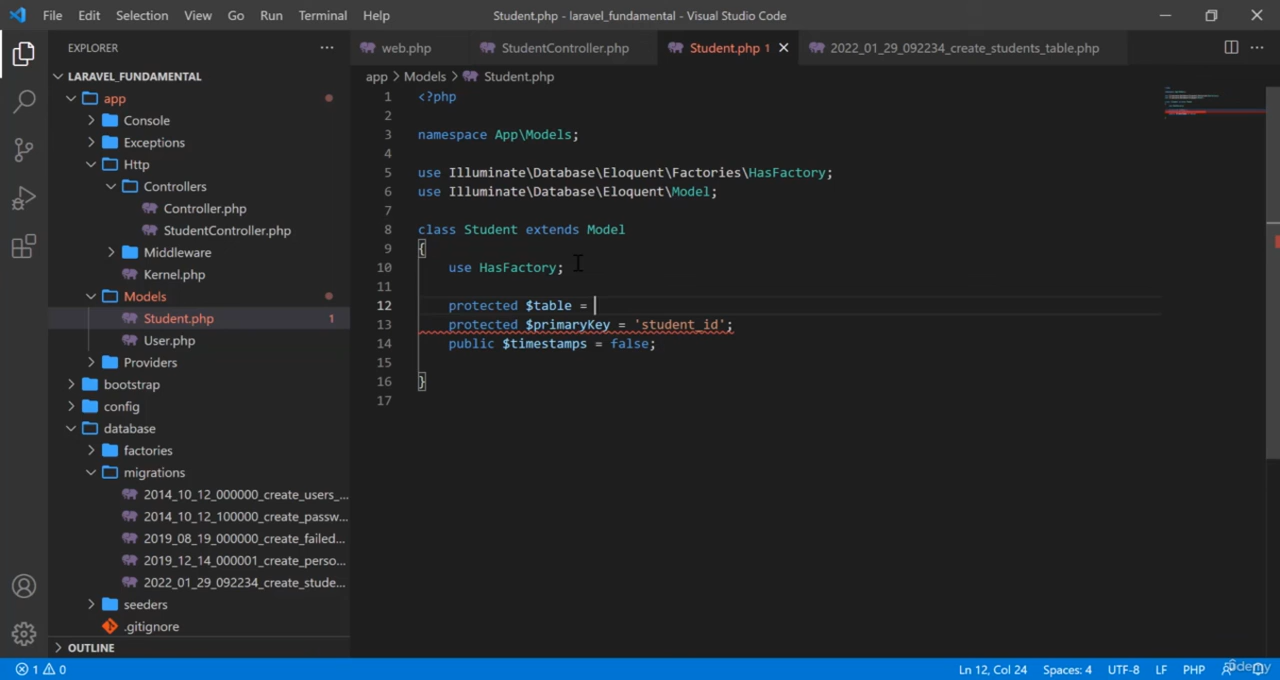 File Edit Selection View Go Run Terminal Help Student.php - laravel_fundamental - Visual Studio Code
EXPLORER
LARAVEL_FUNDAMENTAL
app
Console
Exceptions
Http
Controllers
Controller.php
StudentController.php
Middleware
Kernel.php
Models
Student.php 1
User.php
Providers
bootstrap
config
database
factories
migrations
2014_10_12_000000_create_users_...
2014_10_12_100000_create_passw...
2019_08_19_000000_create_failed...
2019_12_14_000001_create_perso...
2022_01_29_092234_create_stude...
seeders
.gitignore
OUTLINE
web.php StudentController.php Student.php 1 2022_01_29_092234_create_students_table.php
app > Models > Student.php
1 <?php
2
3 namespace App\Models;
4
5 use Illuminate\Database\Eloquent\Factories\HasFactory;
6 use Illuminate\Database\Eloquent\Model;
7
8 class Student extends Model
9 {
10 use HasFactory;
11
12 protected $table =
13 protected $primaryKey = 'student_id';
14 public $timestamps = false;
15
16 }
17
1 0 Ln 12, Col 24 Spaces: 4 UTF-8 LF PHP
udemy